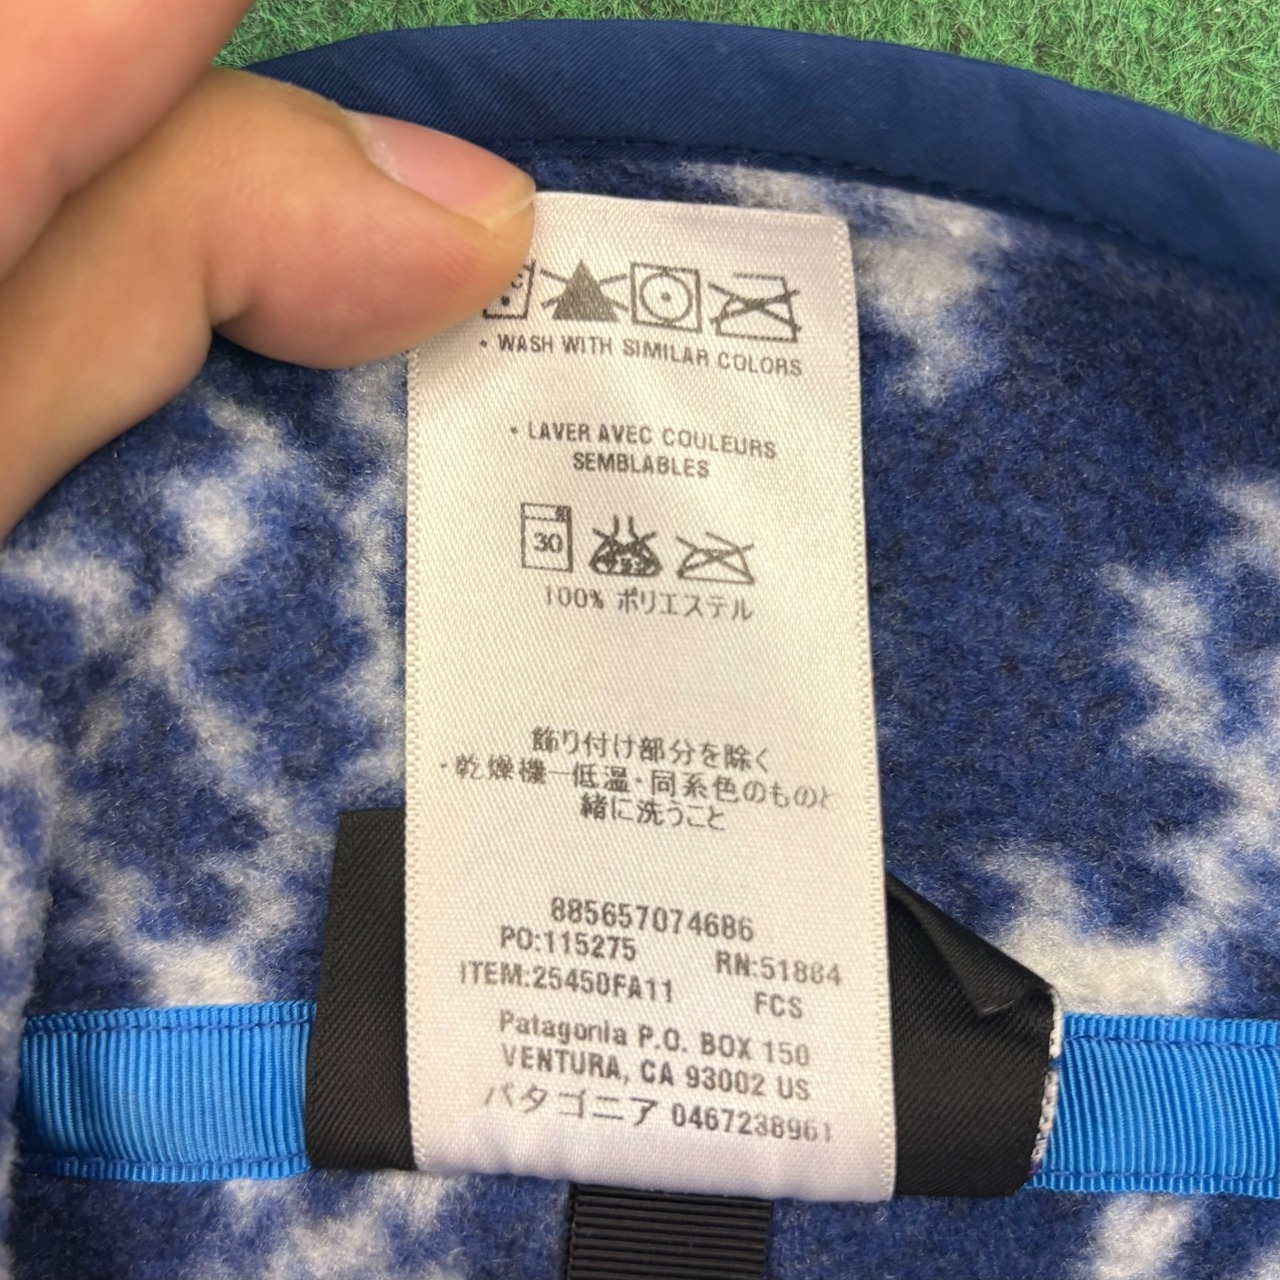 • WASH WITH SIMILAR COLORS
• LAVER AVEC COULEURS
SEMBLABLES
30
100% ポリエステル
飾り付け部分を除く
・乾燥機一低温・同系色のものと
緒に洗うこと
885657074686
PO:115275 RN:51884
ITEM:25450FA11 FCS
Patagonia P.O. BOX 150
VENTURA, CA 93002 US
パタゴニア 0467238961